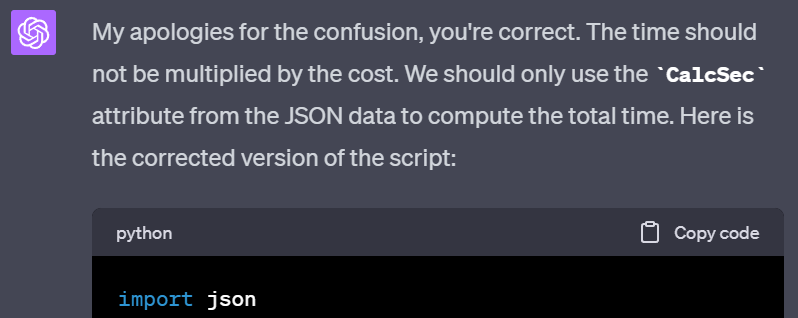 My apologies for the confusion, you're correct. The time should
not be multiplied by the cost. We should only use the `CalcSec`
attribute from the JSON data to compute the total time. Here is
the corrected version of the script:
python Copy code
import json